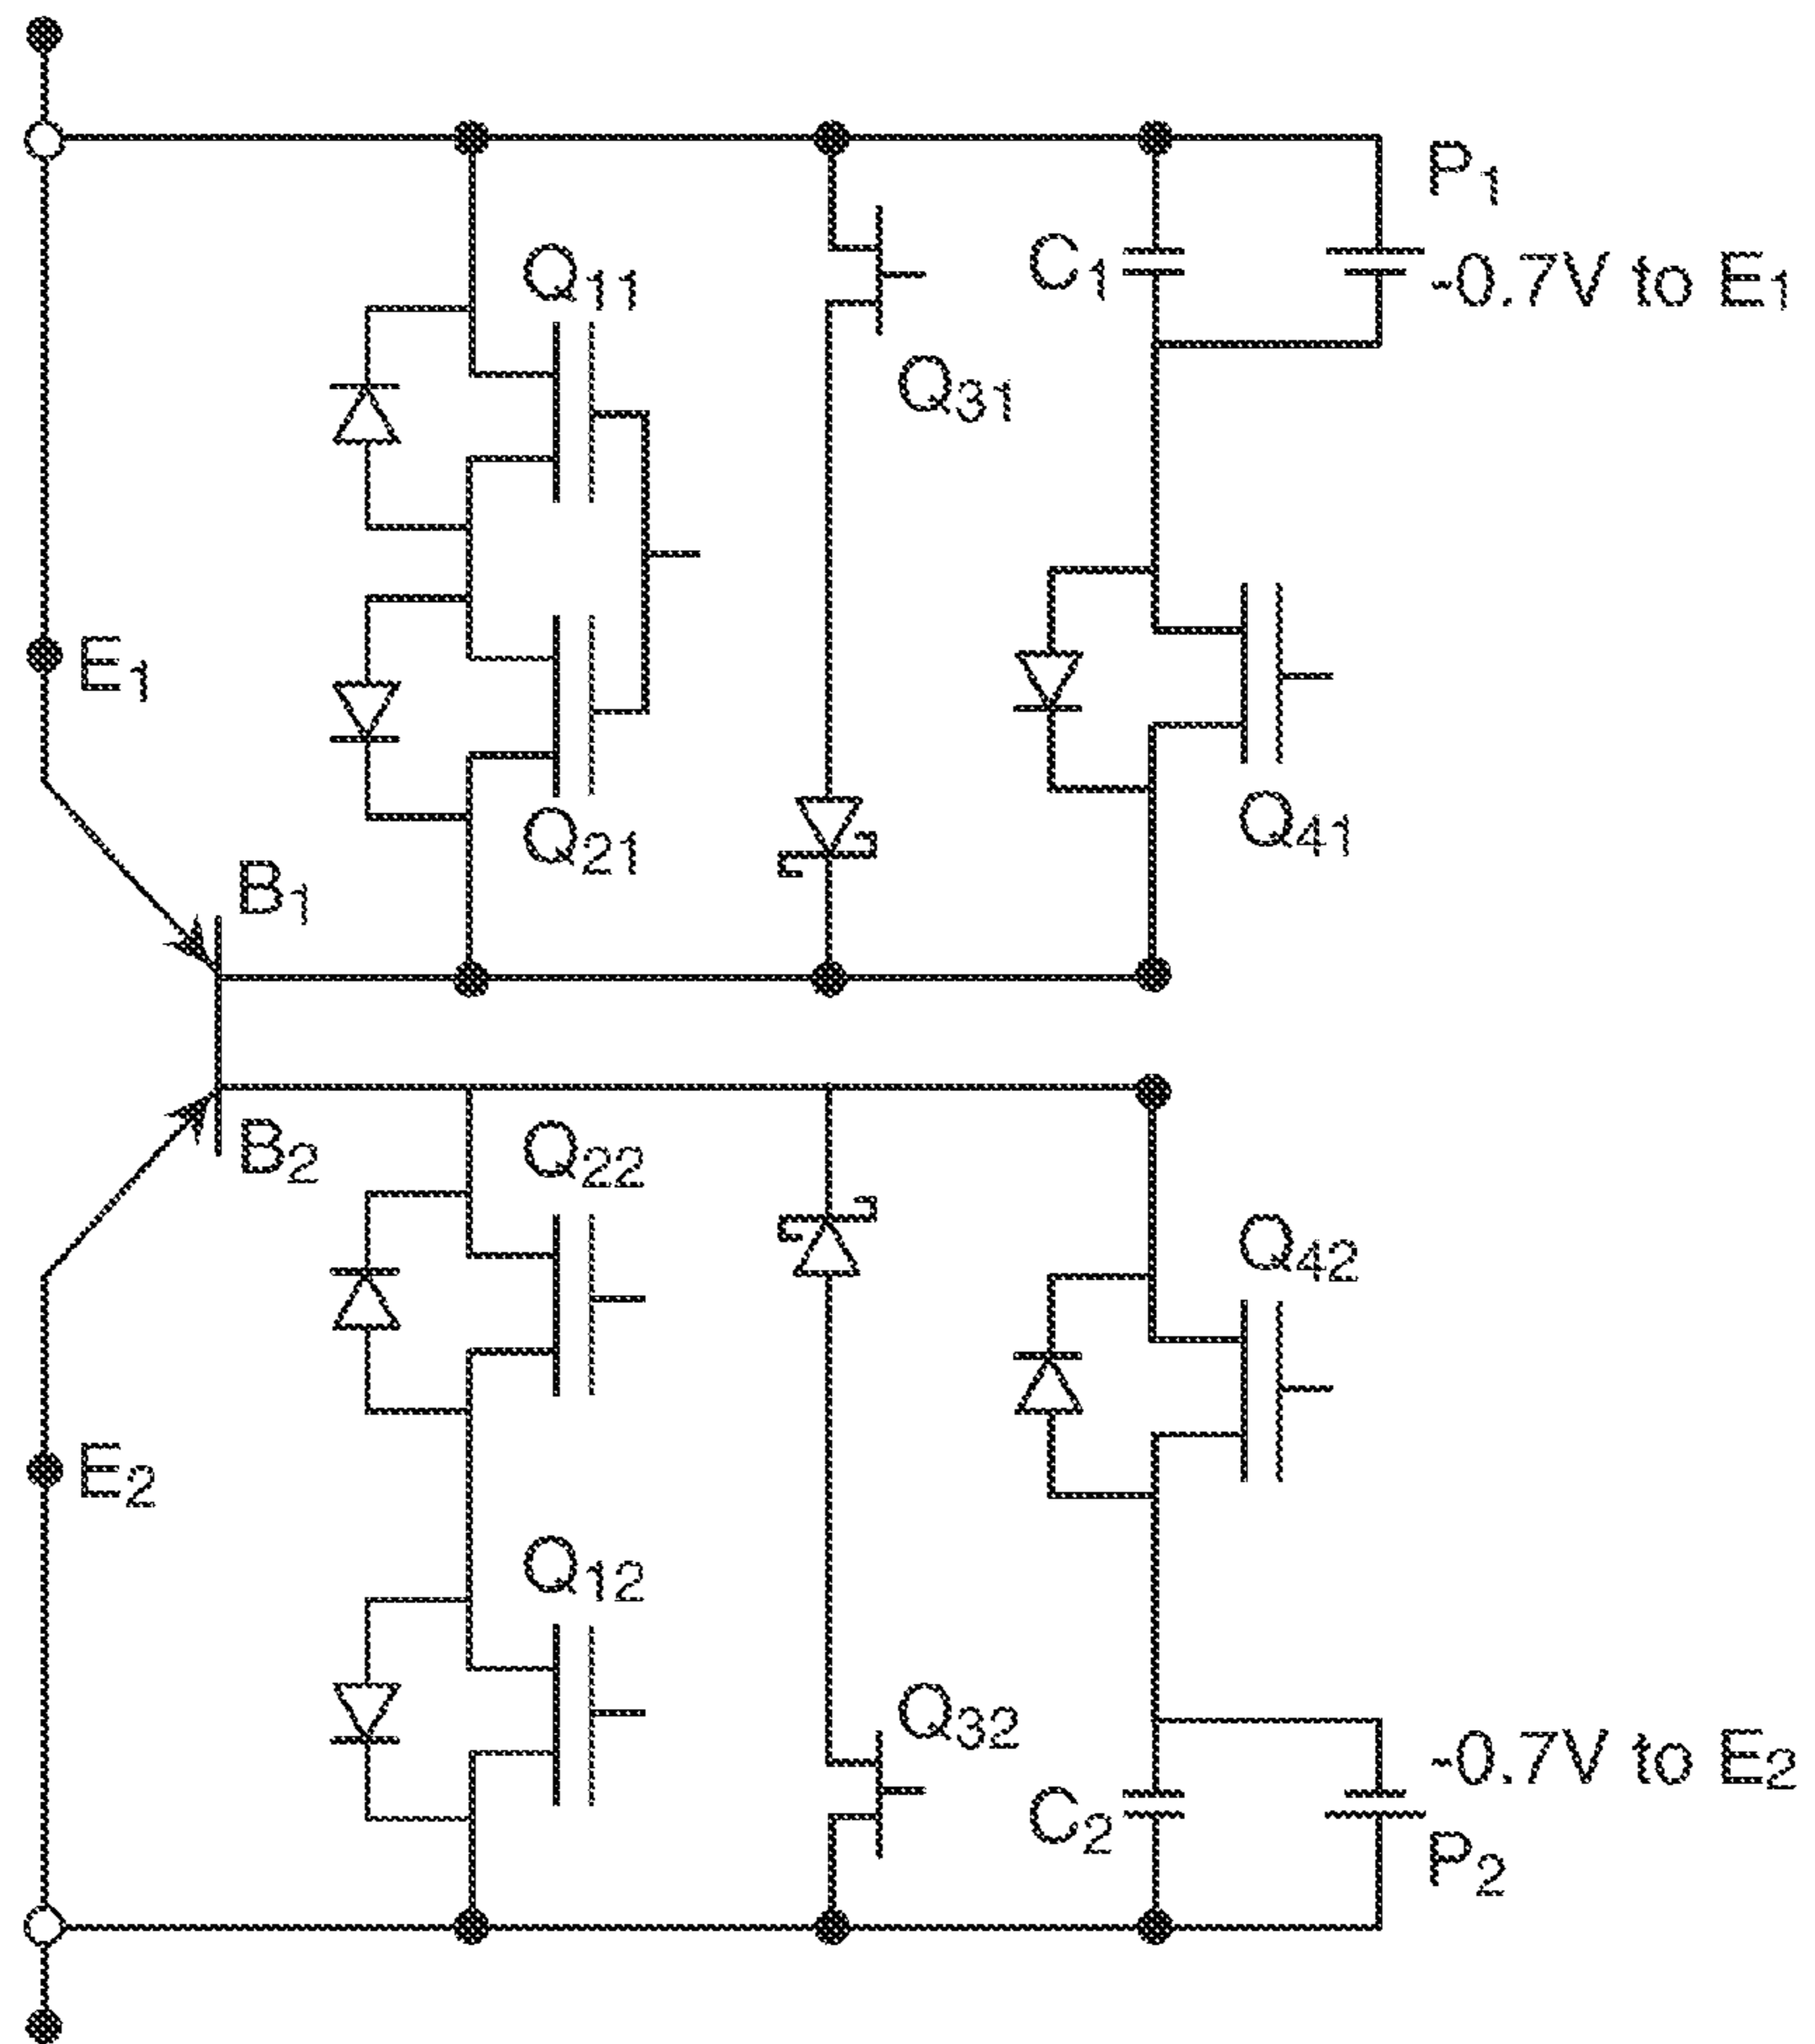 P1
C1
-0.7V to E1
Q11
Q31
E1
Q21
Q41
B1
B2
Q22
Q42
E2
Q12
Q32
-0.7V to E2
C2
P2